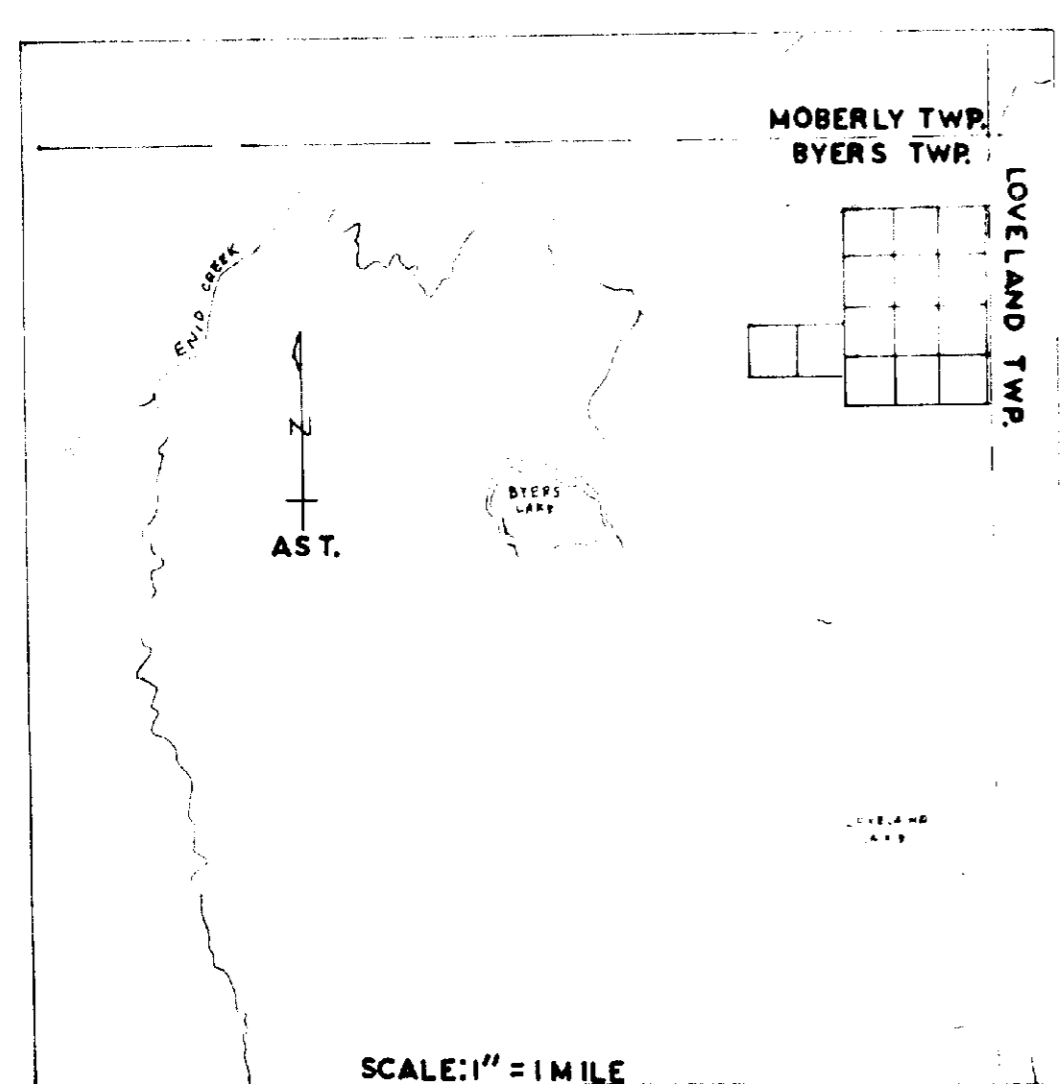 MOBERLY TWP.
BYERS TWP.
LOVELAND TWP.
ENID CREEK
N
BYERS
LAKE
AST.
SCALE: 1" = 1 MILE